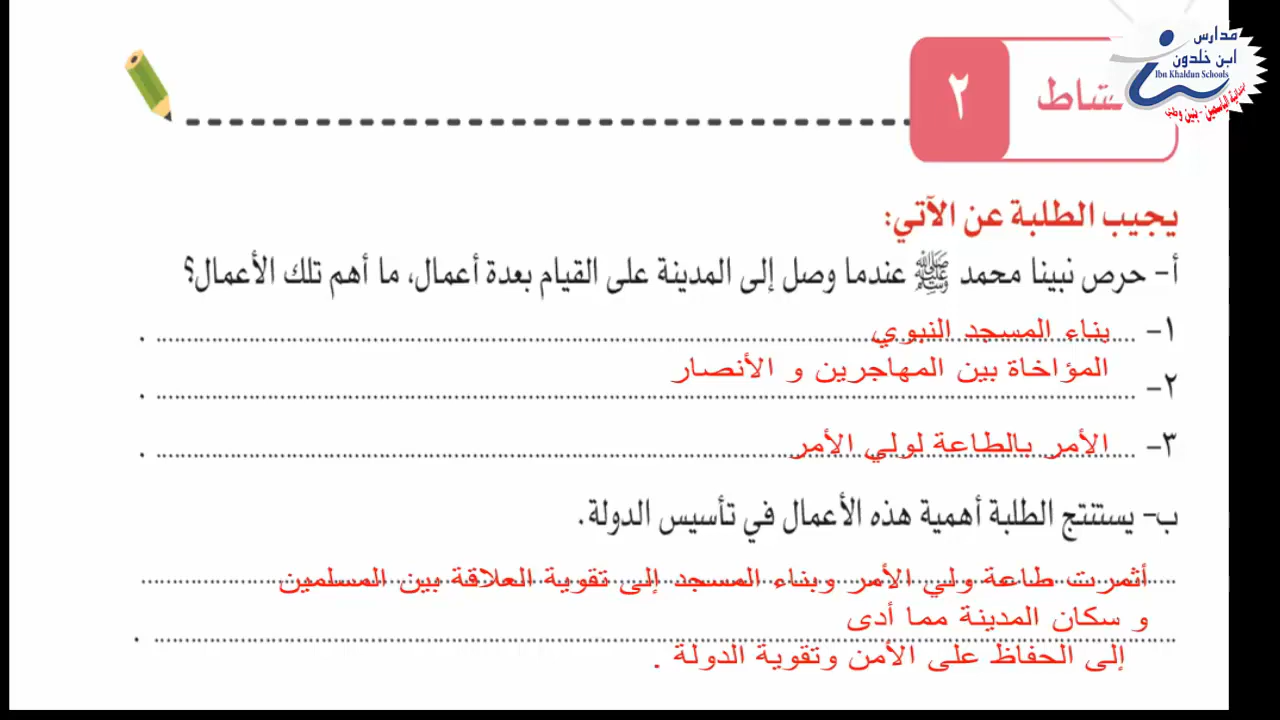 مدارس
ابن خلدون
Ibn Khaldun Schools
نشاط
٢
يجيب الطلبة عن الآتي:
أ- حرص نبينا محمد ﷺ عندما وصل إلى المدينة على القيام بعدة أعمال، ما أهم تلك الأعمال؟
١- بناء المسجد النبوي .
٢- المؤاخاة بين المهاجرين و الأنصار .
٣- الأمر بالطاعة لولي الأمر .
ب- يستنتج الطلبة أهمية هذه الأعمال في تأسيس الدولة.
أثمرت طاعة ولي الأمر وبناء المسجد إلى تقوية العلاقة بين المسلمين
و سكان المدينة مما أدى .
إلى الحفاظ على الأمن وتقوية الدولة .